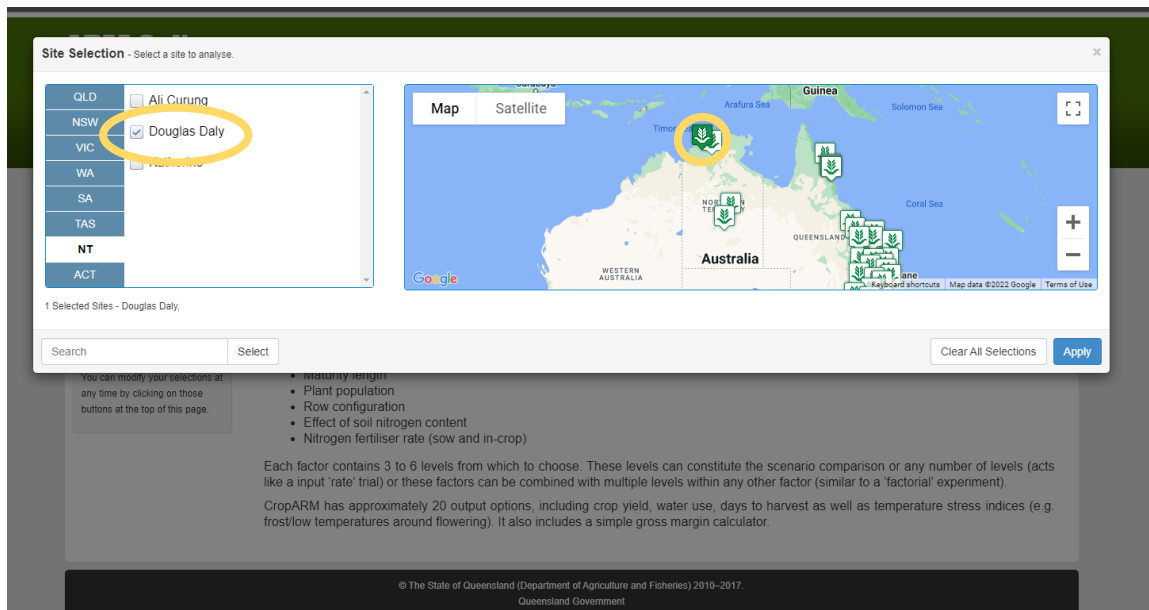 Site Selection - Select a site to analyse.
×
QLD
NSW
VIC
WA
SA
TAS
NT
ACT
Ali Curung
Douglas Daly
Katherine
1 Selected Sites - Douglas Daly,
Map Satellite
Guinea
Arafura Sea
Solomon Sea
Coral Sea
QUEENSLAND
Australia
WESTERN
AUSTRALIA
Google
Keyboard shortcuts Map data ©2022 Google Terms of Use
Search Select Clear All Selections Apply
You can modify your selections at
any time by clicking on those
buttons at the top of this page.
• Maturity length
• Plant population
• Row configuration
• Effect of soil nitrogen content
• Nitrogen fertiliser rate (sow and in-crop)
Each factor contains 3 to 6 levels from which to choose. These levels can constitute the scenario comparison or any number of levels (acts
like a input 'rate' trial) or these factors can be combined with multiple levels within any other factor (similar to a 'factorial' experiment).
CropARM has approximately 20 output options, including crop yield, water use, days to harvest as well as temperature stress indices (e.g.
frost/low temperatures around flowering). It also includes a simple gross margin calculator.
© The State of Queensland (Department of Agriculture and Fisheries) 2010–2017.
Queensland Government